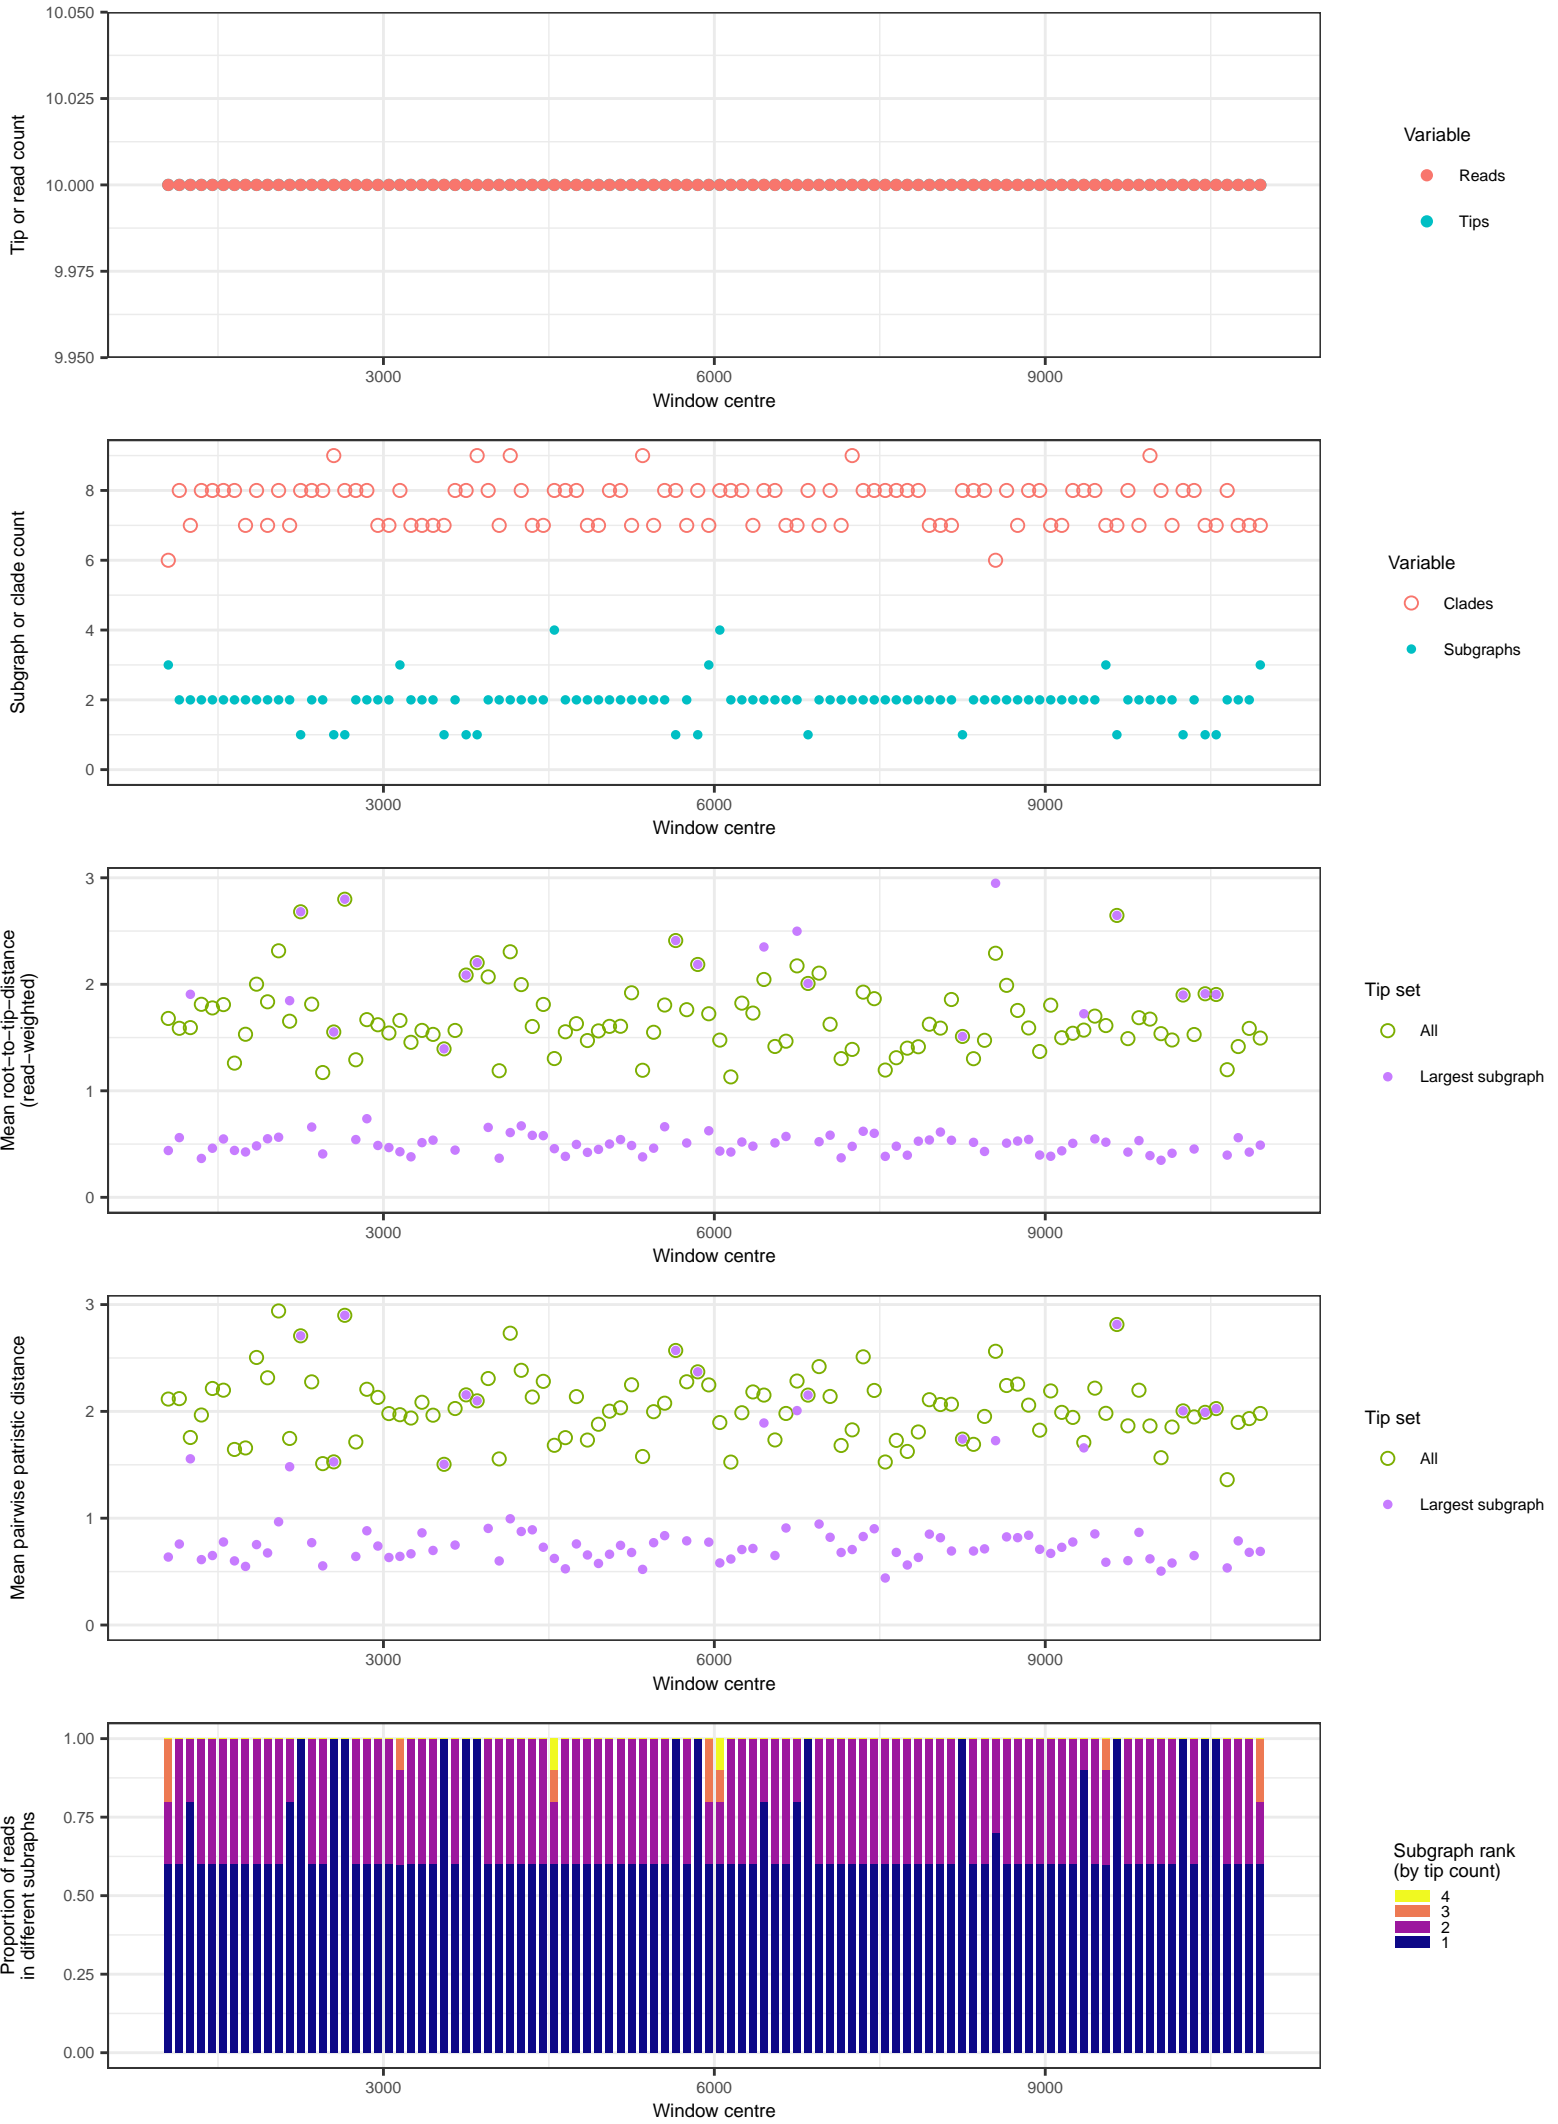 10.050
10.025
10.000
9.975
9.950
Tip or read count
3000
6000
9000
Window centre
Variable
Reads
Tips
8
6
4
2
0
Subgraph or clade count
3000
6000
9000
Window centre
Variable
Clades
Subgraphs
3
2
1
0
Mean root−to−tip−distance
(read−weighted)
3000
6000
9000
Window centre
Tip set
All
Largest subgraph
3
2
1
0
Mean pairwise patristic distance
3000
6000
9000
Window centre
Tip set
All
Largest subgraph
1.00
0.75
0.50
0.25
0.00
Proportion of reads
in different subraphs
3000
6000
9000
Window centre
Subgraph rank
(by tip count)
4
3
2
1